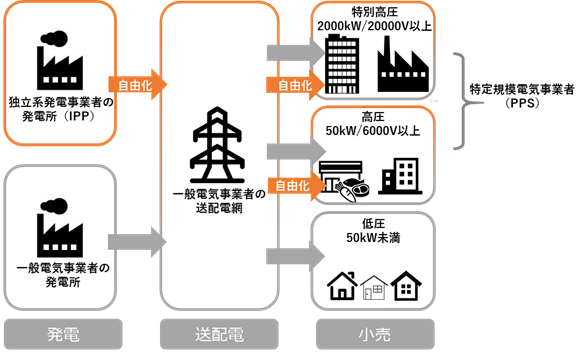 独立系発電事業者の
発電所（IPP）
自由化
一般電気事業者の
発電所
一般電気事業者の
送配電網
特別高圧
2000kW/20000V以上
自由化
高圧
50kW/6000V以上
自由化
低圧
50kW未満
特定規模電気事業者
（PPS）
発電
送配電
小売